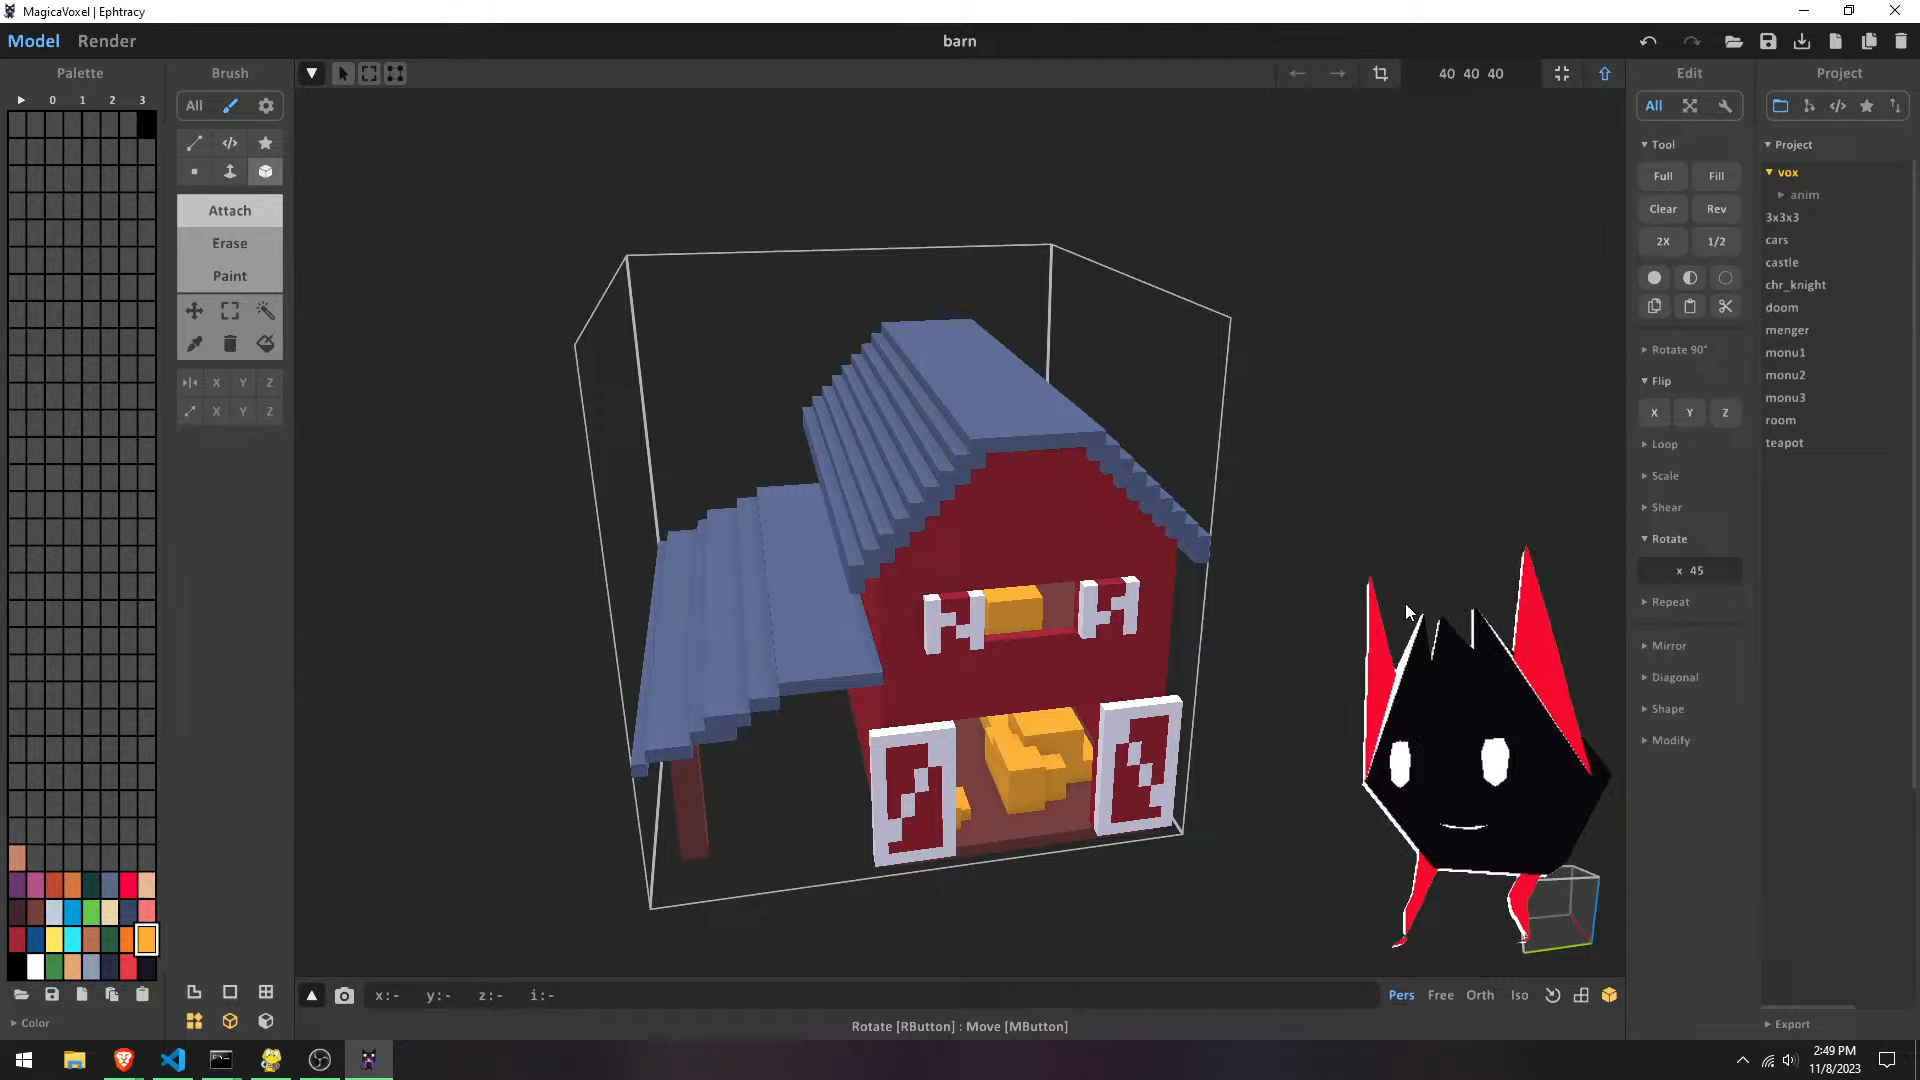 MagicaVoxel | Ephtracy
Model Render
barn
Palette
0 1 2 3
Color
Brush
All
Attach
Erase
Paint
X Y Z
X Y Z
40 40 40
x:- y:- z:- i:-
Pers Free Orth Iso
Rotate [RButton] : Move [MButton]
Edit
All
Tool
Full Fill
Clear Rev
2X 1/2
Rotate 90°
Flip
X Y Z
Loop
Scale
Shear
Rotate
x 45
Repeat
Mirror
Diagonal
Shape
Modify
Project
Project
vox
anim
3x3x3
cars
castle
chr_knight
doom
menger
monu1
monu2
monu3
room
teapot
Export
2:49 PM
11/8/2023